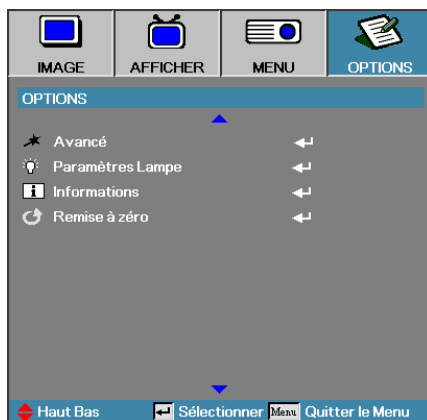 IMAGE AFFICHER MENU OPTIONS
OPTIONS
Avancé
Paramètres Lampe
Informations
Remise à zéro
Haut Bas Sélectionner Menu Quitter le Menu